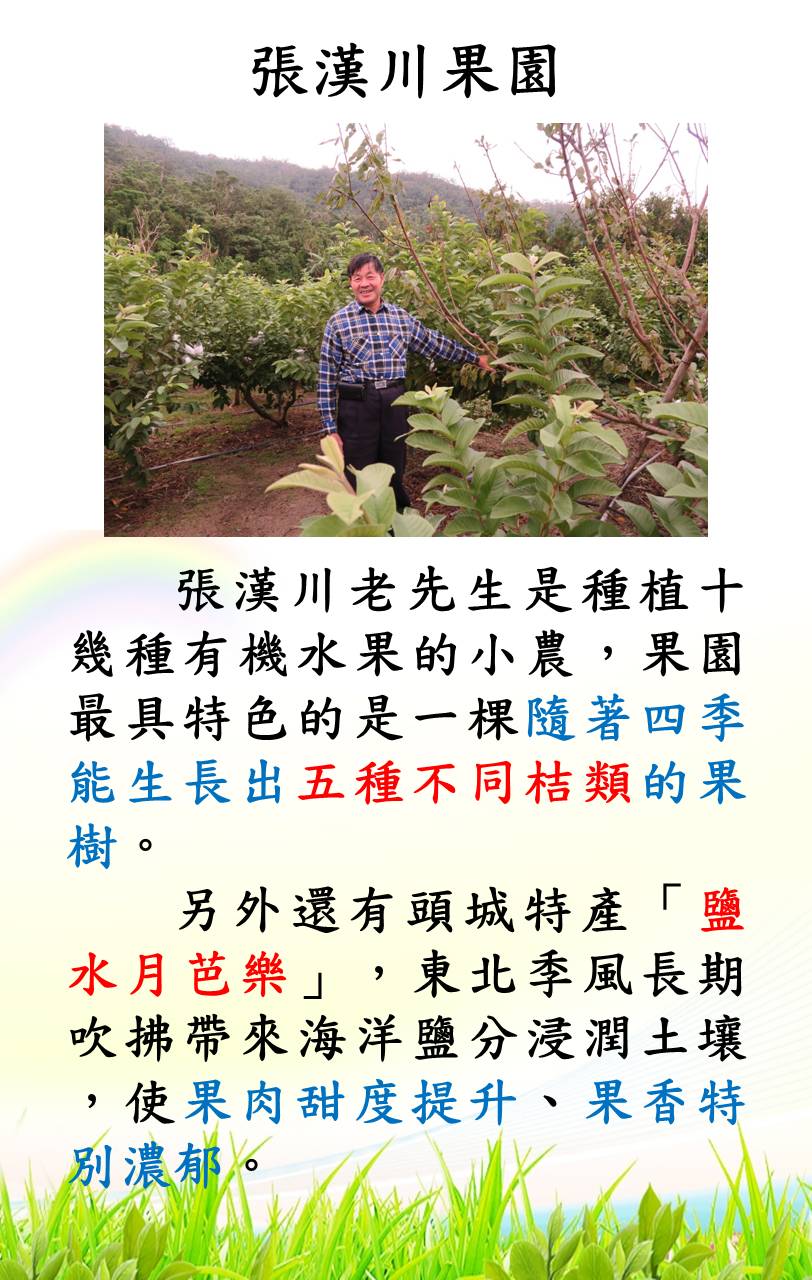 張漢川果園
張漢川老先生是種植十
幾種有機水果的小農，果園
最具特色的是一棵隨著四季
能生長出五種不同桔類的果
樹。
另外還有頭城特產「鹽
水月芭樂」，東北季風長期
吹拂帶來海洋鹽分浸潤土壤
，使果肉甜度提升、果香特
別濃郁。